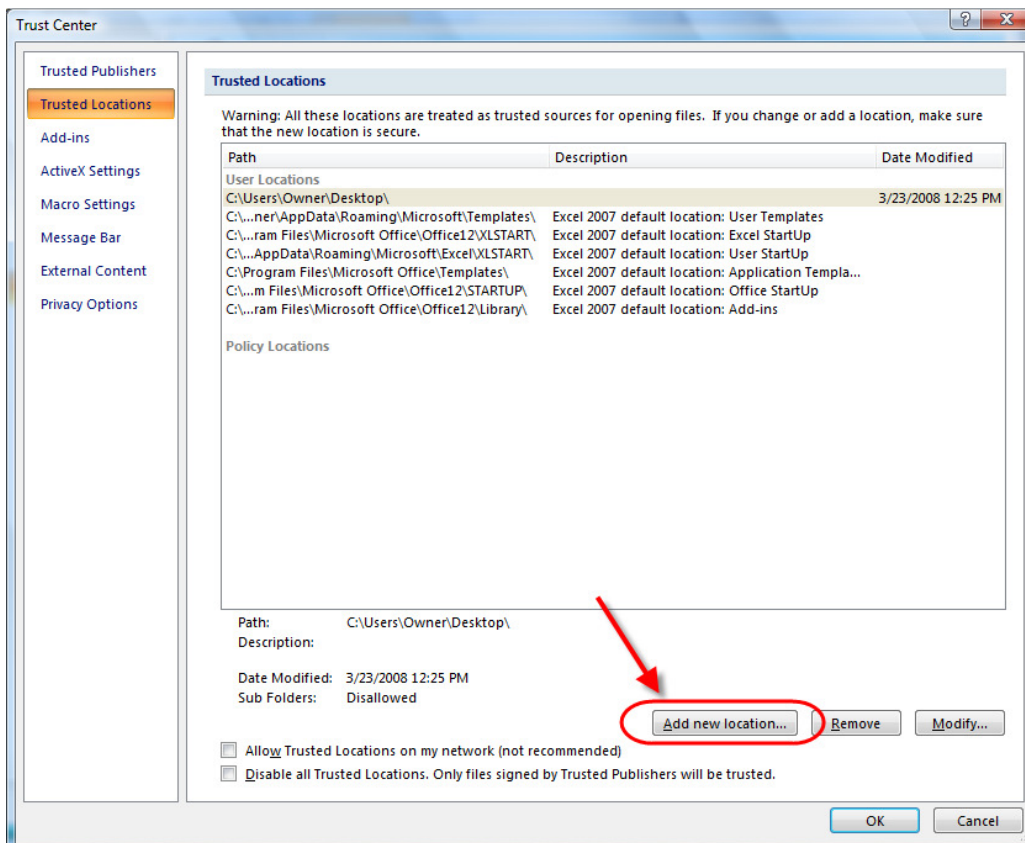 Trust Center
Trusted Publishers
Trusted Locations
Add-ins
ActiveX Settings
Macro Settings
Message Bar
External Content
Privacy Options
Trusted Locations
Warning: All these locations are treated as trusted sources for opening files.  If you change or add a location, make sure
that the new location is secure.
Path Description Date Modified
User Locations
C:\Users\Owner\Desktop\ 3/23/2008 12:25 PM
C:\...ner\AppData\Roaming\Microsoft\Templates\ Excel 2007 default location: User Templates
C:\...ram Files\Microsoft Office\Office12\XLSTART\ Excel 2007 default location: Excel StartUp
C:\...AppData\Roaming\Microsoft\Excel\XLSTART\ Excel 2007 default location: User StartUp
C:\Program Files\Microsoft Office\Templates\ Excel 2007 default location: Application Templa...
C:\...m Files\Microsoft Office\Office12\STARTUP\ Excel 2007 default location: Office StartUp
C:\...ram Files\Microsoft Office\Office12\Library\ Excel 2007 default location: Add-ins
Policy Locations
Path: C:\Users\Owner\Desktop\
Description:
Date Modified: 3/23/2008 12:25 PM
Sub Folders: Disallowed
Add new location... Remove Modify...
Allow Trusted Locations on my network (not recommended)
Disable all Trusted Locations. Only files signed by Trusted Publishers will be trusted.
OK Cancel